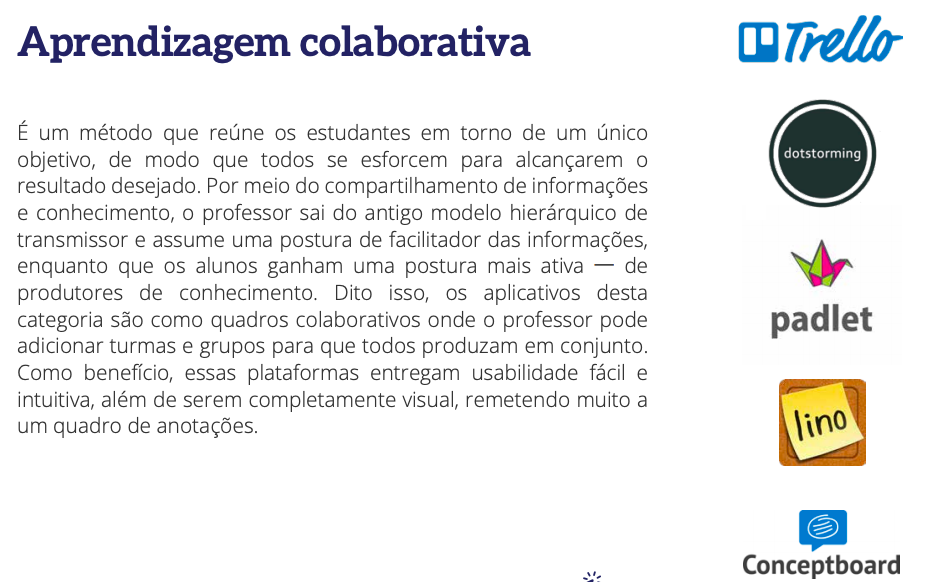 Aprendizagem colaborativa
É um método que reúne os estudantes em torno de um único
objetivo, de modo que todos se esforcem para alcançarem o
resultado desejado. Por meio do compartilhamento de informações
e conhecimento, o professor sai do antigo modelo hierárquico de
transmissor e assume uma postura de facilitador das informações,
enquanto que os alunos ganham uma postura mais ativa — de
produtores de conhecimento. Dito isso, os aplicativos desta
categoria são como quadros colaborativos onde o professor pode
adicionar turmas e grupos para que todos produzam em conjunto.
Como benefício, essas plataformas entregam usabilidade fácil e
intuitiva, além de serem completamente visual, remetendo muito a
um quadro de anotações.
Trello
dotstorming
padlet
lino
Conceptboard